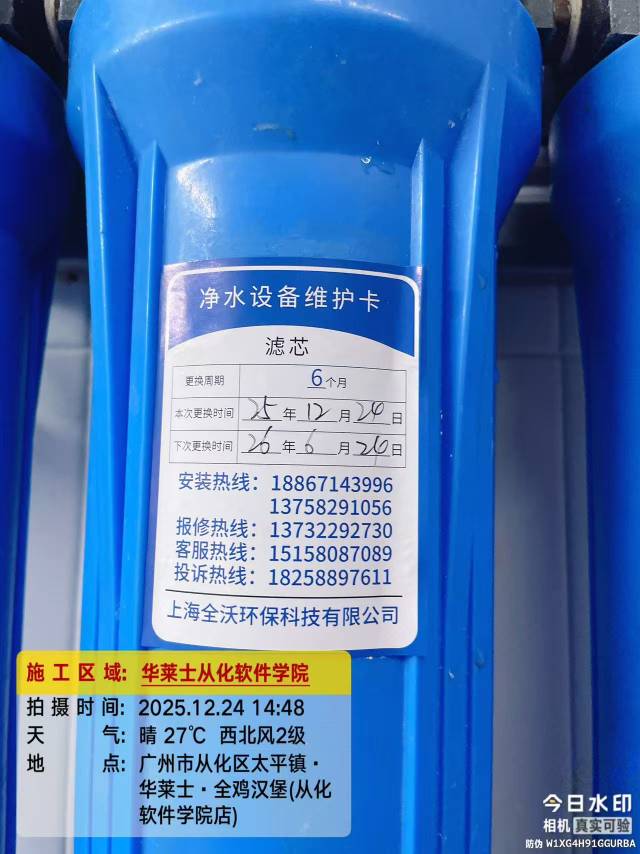 净水设备维护卡
滤芯
更换周期 6个月
本次更换时间 25年12月24日
下次更换时间 26年6月24日
安装热线：18867143996
13758291056
报修热线：13732292730
客服热线：15158087089
投诉热线：18258897611
上海全沃环保科技有限公司
施工区域：华莱士从化软件学院
拍摄时间：2025.12.24 14:48
天气：晴 27℃ 西北风2级
地点：广州市从化区太平镇·
华莱士·全鸡汉堡(从化
软件学院店)
今日水印
相机 真实可验
防伪 W1XG4H91GGURBA